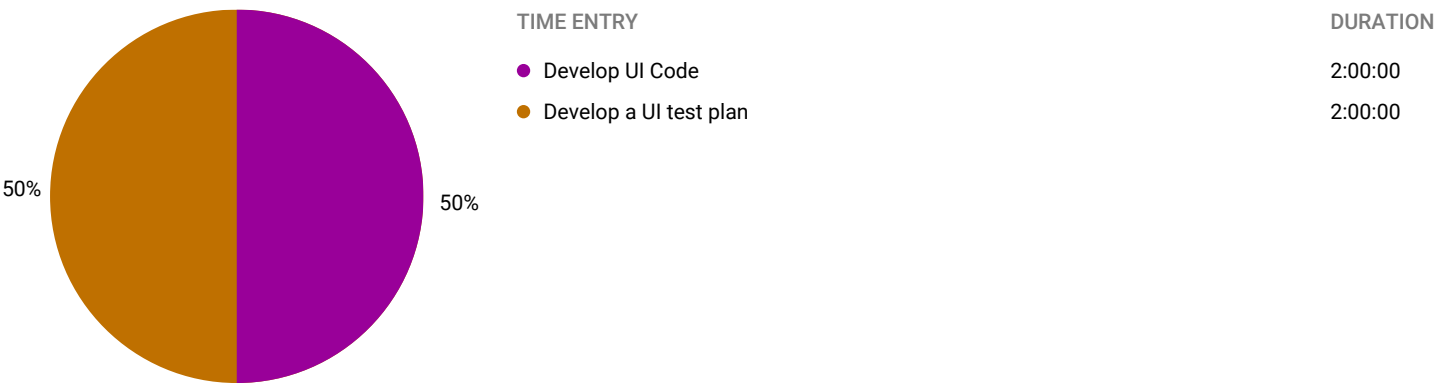 50%
50%
TIME ENTRY DURATION
Develop UI Code 2:00:00
Develop a UI test plan 2:00:00